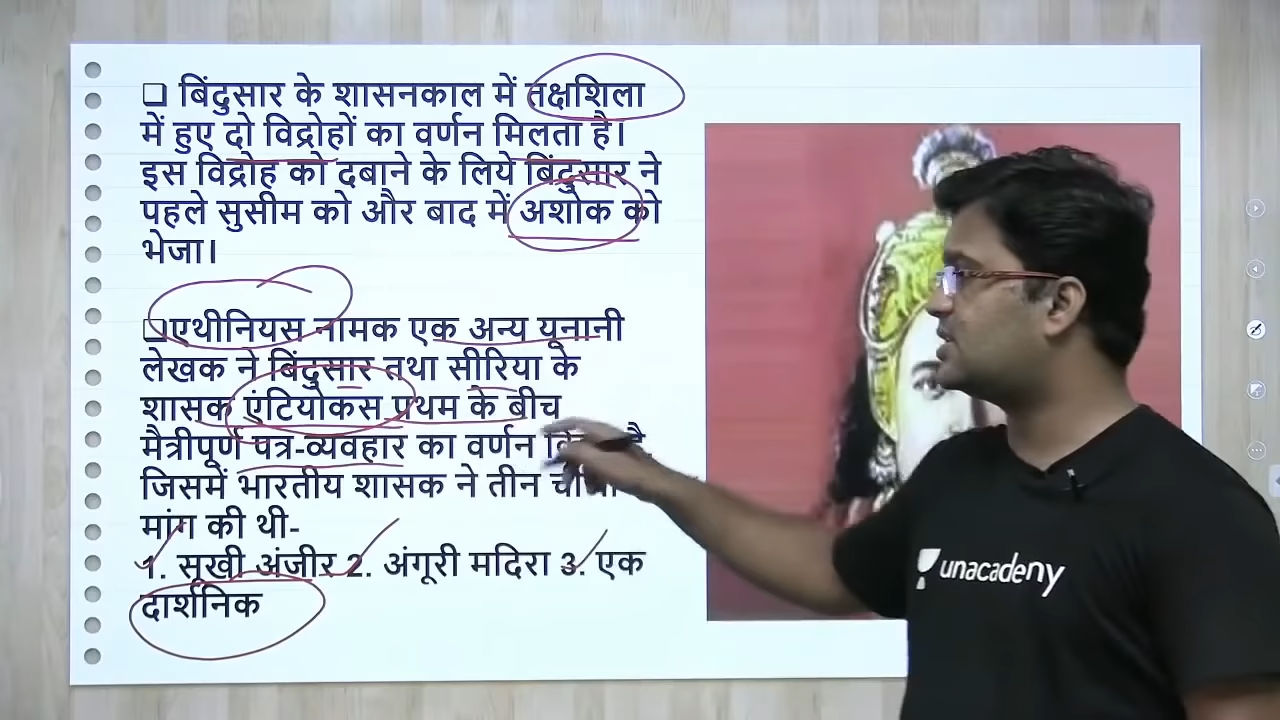 ❑ बिंदुसार के शासनकाल में तक्षशिला
में हुए दो विद्रोहों का वर्णन मिलता है।
इस विद्रोह को दबाने के लिये बिंदुसार ने
पहले सुसीम को और बाद में अशोक को
भेजा।
❑एथीनियस नामक एक अन्य यूनानी
लेखक ने बिंदुसार तथा सीरिया के
शासक एंटियोकस प्रथम के बीच
मैत्रीपूर्ण पत्र-व्यवहार का वर्णन
जिसमें भारतीय शासक ने तीन
मांग की थी-
1. सूखी अंजीर 2. अंगूरी मदिरा 3. एक
दार्शनिक
unacademy